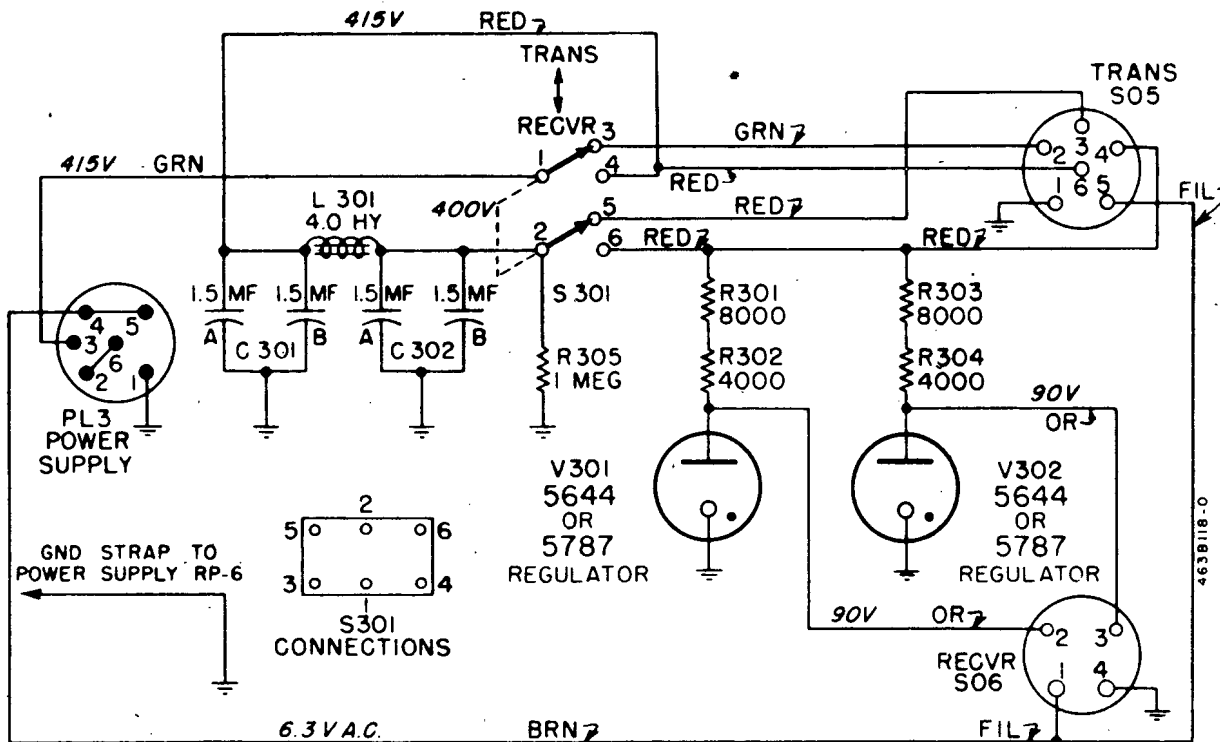 415V RED
TRANS
RECVR
3
1
4
415V GRN
GRN
RED
TRANS
SO5
2 3 4
1 6 5
FIL
L 301
4.0 HY
400V
5
2
6
RED
RED
RED
1.5 MF 1.5 MF 1.5 MF 1.5 MF
A B A B
C 301 C 302
S 301
R305
1 MEG
R301
8000
R302
4000
R303
8000
R304
4000
90V
OR
4 5
3 6
2 1
PL3
POWER
SUPPLY
V301
5644
OR
5787
REGULATOR
V302
5644
OR
5787
REGULATOR
463B118-0
GND STRAP TO
POWER SUPPLY RP-6
5 2 6
3 1 4
S301
CONNECTIONS
90V OR
2 3
1 4
RECVR
SO6
6.3 V A.C. BRN FIL